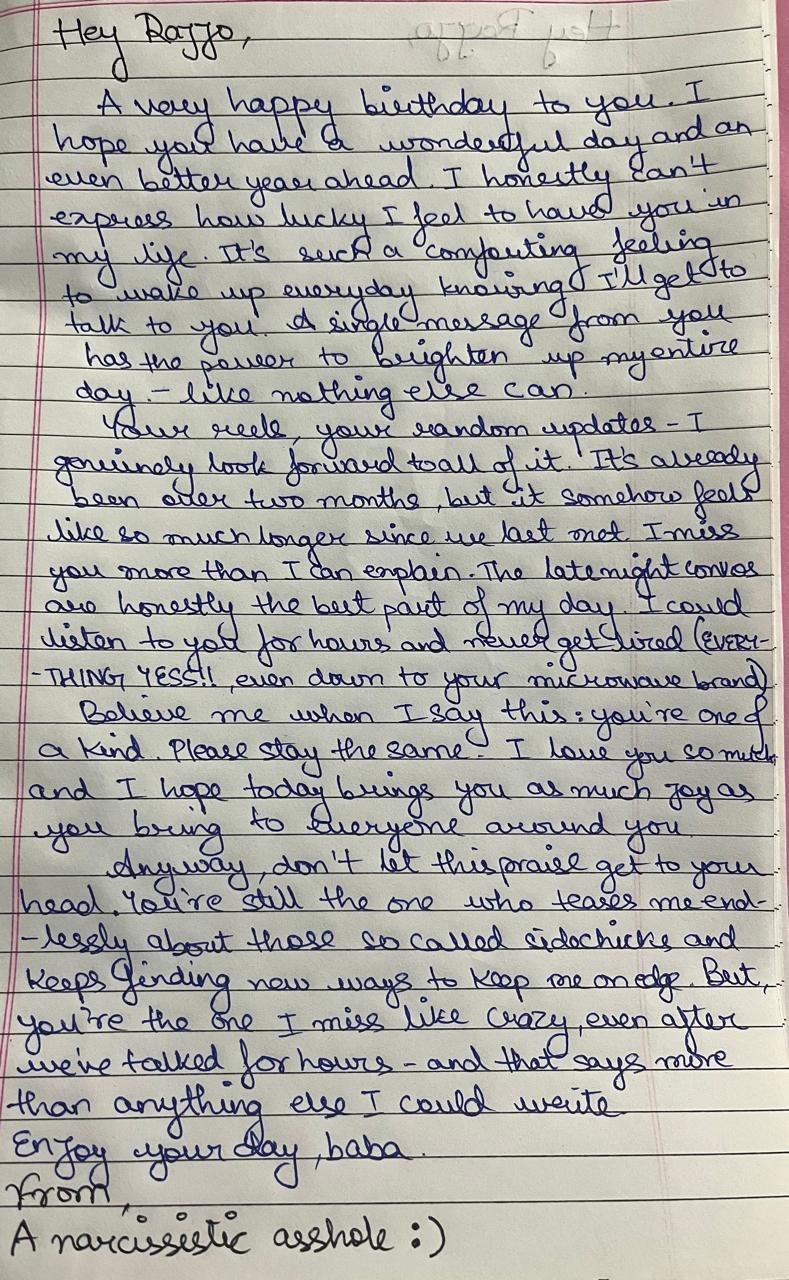 Hey Rajjo,
A very happy birthday to you. I
hope you have a wonderful day and an
even better year ahead. I honestly can't
express how lucky I feel to have you in
my life. It's such a comforting feeling
to wake up everyday knowing I'll get to
talk to you. A single message from you
has the power to brighten up my entire
day. - like nothing else can.
Your reels, your random updates - I
genuinely look forward to all of it. It's already
been over two months, but it somehow feels
like so much longer since we last met. I miss
you more than I can explain. The late night convos
are honestly the best part of my day. I could
listen to you for hours and never get tired (EVERY-
-THING YESS!!, even down to your microwave brand)
Believe me when I say this: you're one of
a kind. Please stay the same. I love you so much
and I hope today brings you as much joy as
you bring to everyone around you.
Anyway, don't let this praise get to your
head. You're still the one who teases me end-
-lessly about those so called sidechicks and
keeps finding new ways to keep me on edge. But,
you're the one I miss like crazy, even after
we've talked for hours - and that says more
than anything else I could write
Enjoy your day, baba.
From,
A narcissistic asshole :)